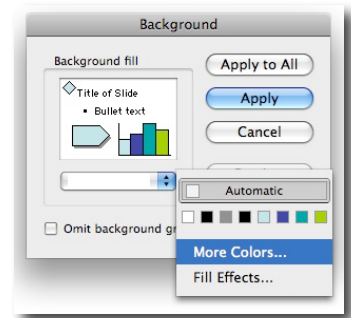 Background
Background fill
Title of Slide
• Bullet text
Apply to All
Apply
Cancel
Automatic
Omit background gr
More Colors...
Fill Effects...